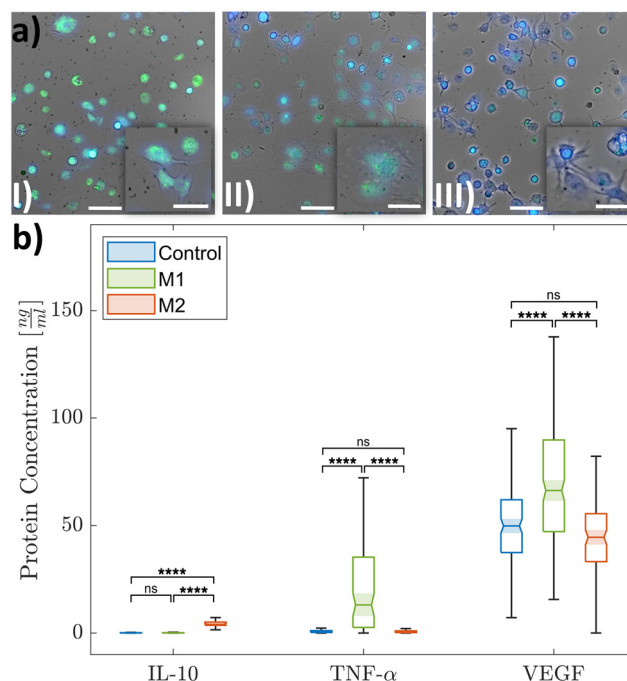 a)
I) II) III)
b)
Control
M1
M2
Protein Concentration [ng/ml]
150
100
50
0
ns
**** ****
ns
**** ****
****
ns ****
IL-10 TNF-α VEGF